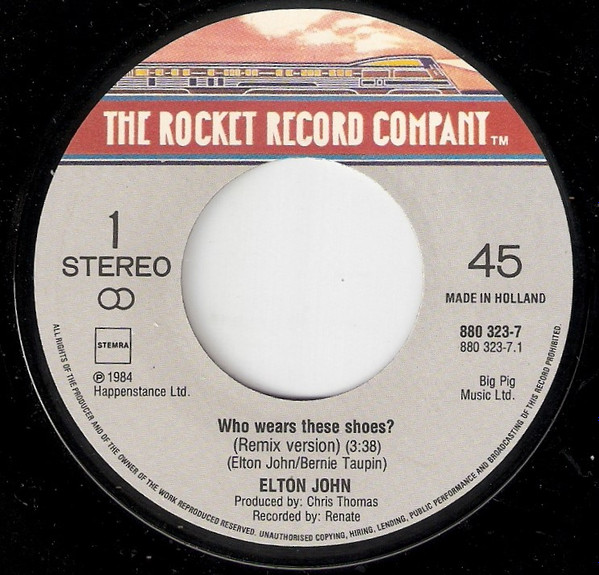 THE ROCKET RECORD COMPANY TM
1
STEREO
45
MADE IN HOLLAND
STEMRA
880 323-7
880 323-7.1
℗ 1984
Happenstance Ltd.
Big Pig
Music Ltd.
Who wears these shoes?
(Remix version) (3:38)
(Elton John/Bernie Taupin)
ELTON JOHN
Produced by: Chris Thomas
Recorded by: Renate
ALL RIGHTS OF THE PRODUCER AND OF THE OWNER OF THE WORK REPRODUCED RESERVED. UNAUTHORISED COPYING, HIRING, LENDING, PUBLIC PERFORMANCE AND BROADCASTING OF THIS RECORD PROHIBITED.